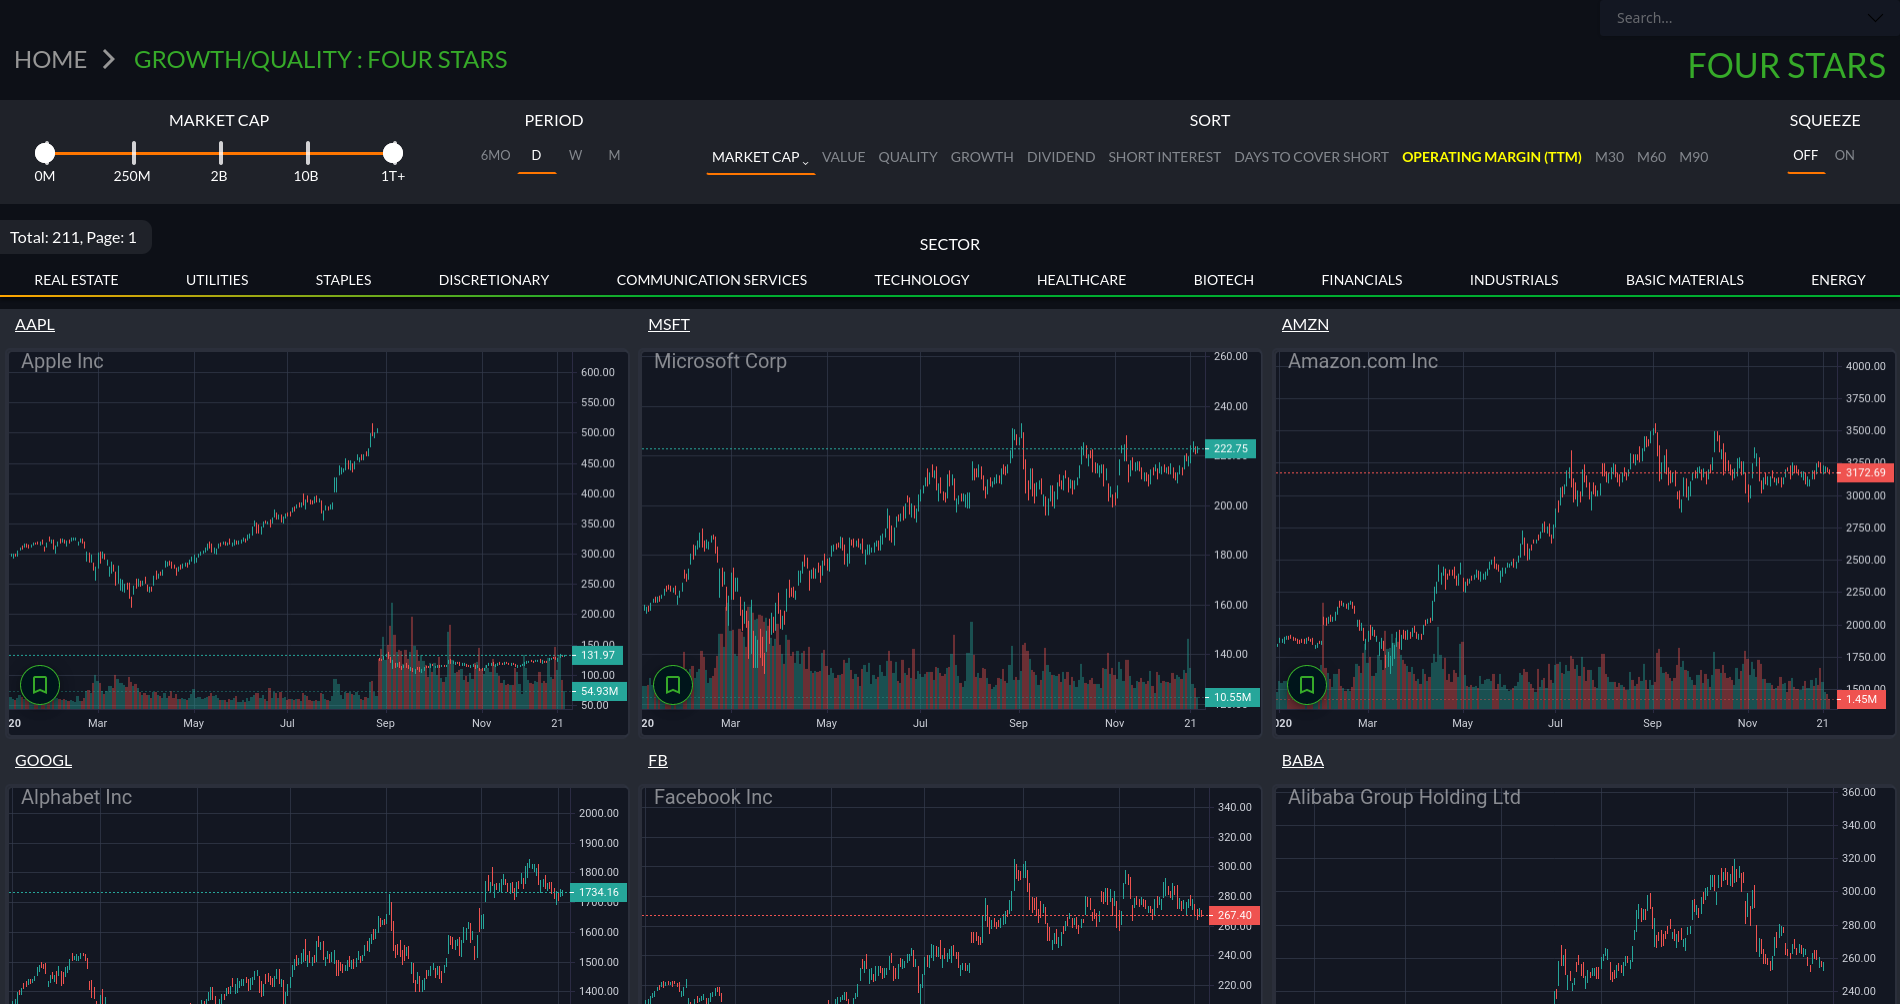 Search...
HOME GROWTH/QUALITY : FOUR STARS
FOUR STARS
MARKET CAP PERIOD SORT SQUEEZE
0M 250M 2B 10B 1T+
6MO D W M
MARKET CAP VALUE QUALITY GROWTH DIVIDEND SHORT INTEREST DAYS TO COVER SHORT OPERATING MARGIN (TTM) M30 M60 M90
OFF ON
Total: 211, Page: 1
SECTOR
REAL ESTATE UTILITIES STAPLES DISCRETIONARY COMMUNICATION SERVICES TECHNOLOGY HEALTHCARE BIOTECH FINANCIALS INDUSTRIALS BASIC MATERIALS ENERGY
AAPL
Apple Inc
600.00
550.00
500.00
450.00
400.00
350.00
300.00
250.00
200.00
150.00
131.97
100.00
54.93M
50.00
20 Mar May Jul Sep Nov 21
MSFT
Microsoft Corp
260.00
240.00
222.75
200.00
180.00
160.00
140.00
10.55M
20 Mar May Jul Sep Nov 21
AMZN
Amazon.com Inc
4000.00
3750.00
3500.00
3250.00
3172.69
3000.00
2750.00
2500.00
2250.00
2000.00
1750.00
1500.00
1.45M
020 Mar May Jul Sep Nov 21
GOOGL
Alphabet Inc
2000.00
1900.00
1800.00
1734.16
1700.00
1600.00
1500.00
1400.00
FB
Facebook Inc
340.00
320.00
300.00
280.00
267.40
260.00
240.00
220.00
BABA
Alibaba Group Holding Ltd
360.00
340.00
320.00
300.00
280.00
260.00
240.00